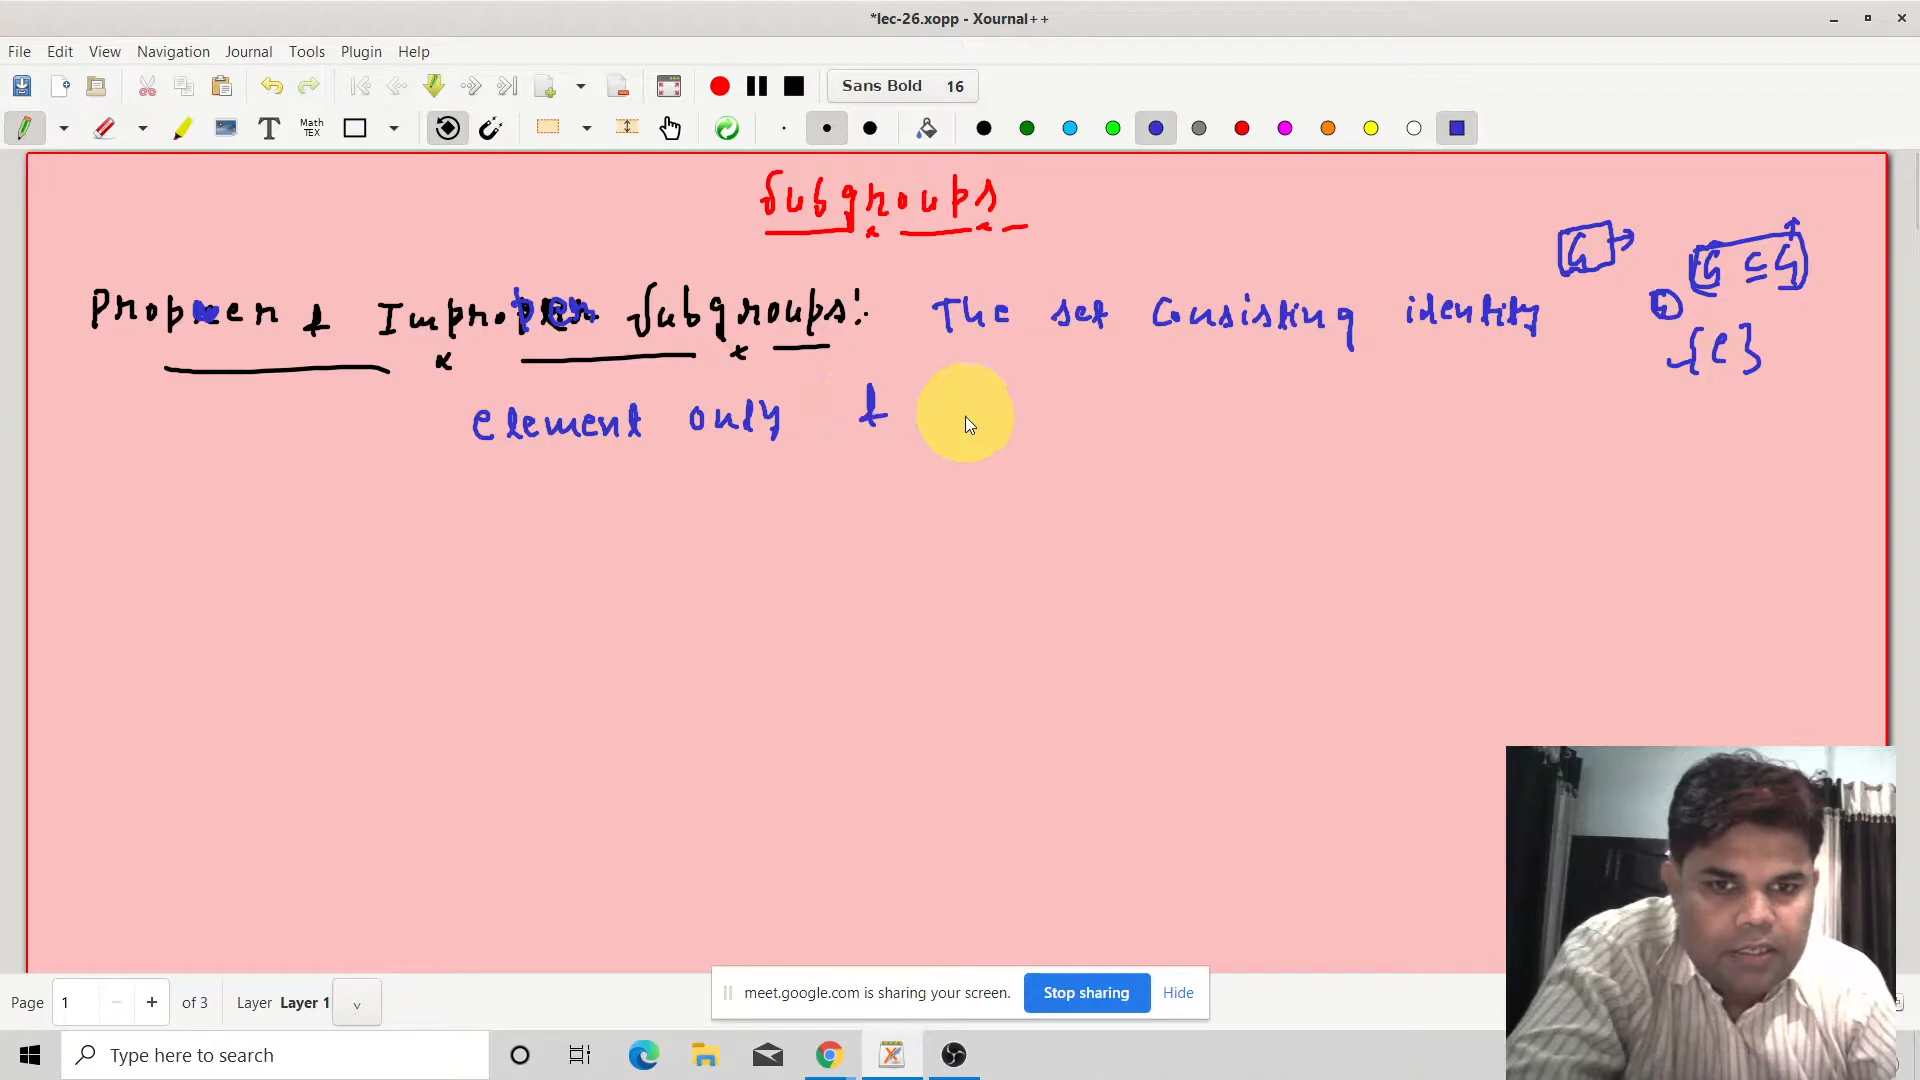 *lec-26.xopp - Xournal++
File Edit View Navigation Journal Tools Plugin Help
Sans Bold 16
Math
TEX
Subgroups
G → G ⊆ G
Proper & Improper Subgroups: The set Consisting identity
{e}
element only &
meet.google.com is sharing your screen. Stop sharing Hide
Page 1 of 3 Layer Layer 1
Type here to search